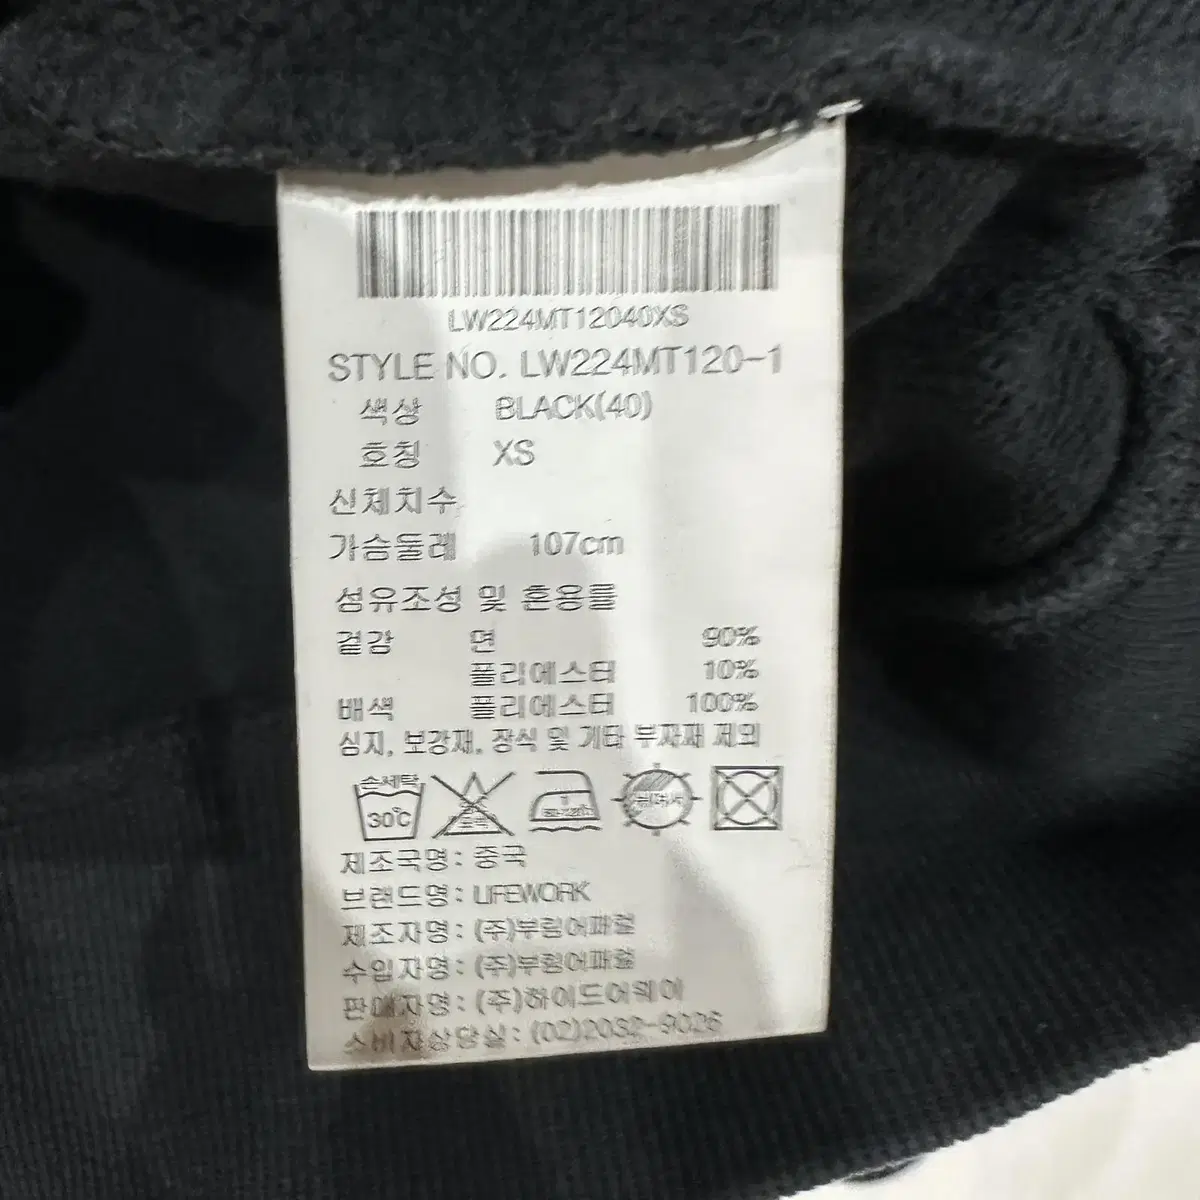 LW224MT12040XS
STYLE NO. LW224MT120-1
색상 BLACK(40)
호칭 XS
신체치수
가슴둘레 107cm
섬유조성 및 혼용률
겉감 면 90%
폴리에스터 10%
배색 폴리에스터 100%
심지, 보강재, 장식 및 기타 부자재 제외
손세탁
30℃
제조국명: 중국
브랜드명: LIFEWORK
제조자명: (주)부림어패럴
수입자명: (주)부림어패럴
판매자명: (주)하이드어웨이
소비자상담실: (02)2032-9026